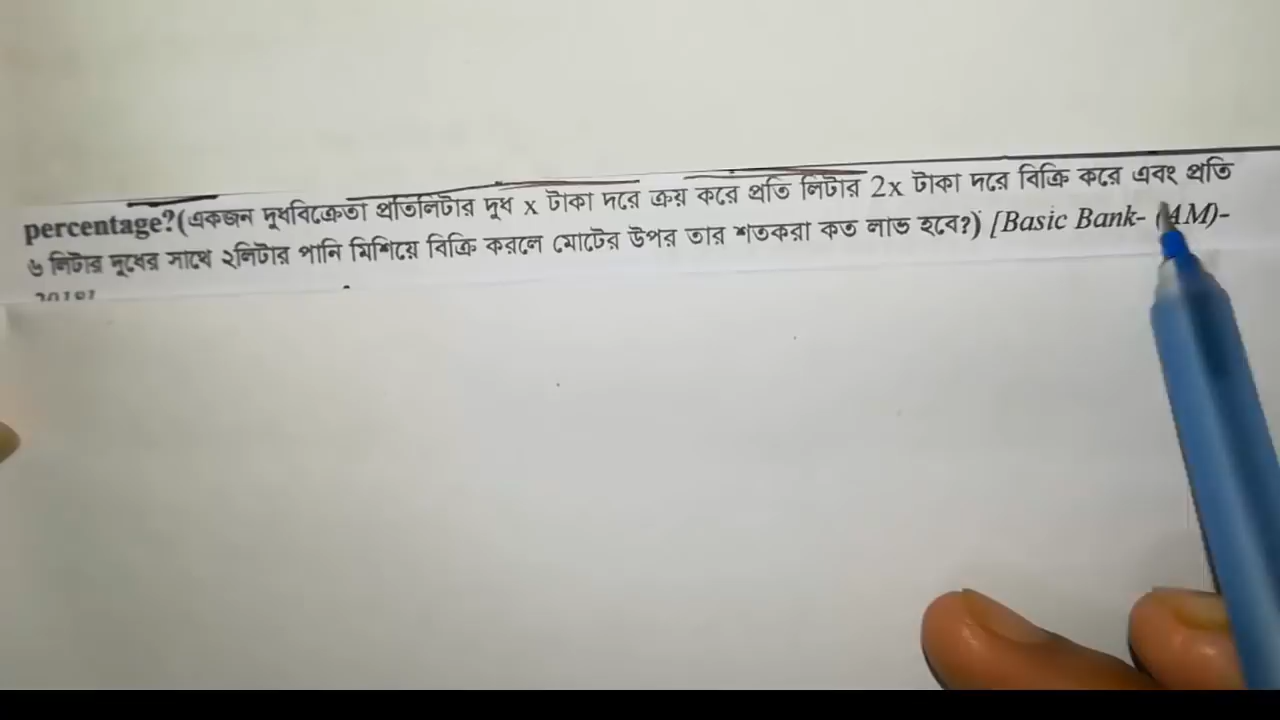 percentage?(একজন দুধবিক্রেতা প্রতিলিটার দুধ x টাকা দরে ক্রয় করে প্রতি লিটার 2x টাকা দরে বিক্রি করে এবং প্রতি
৬ লিটার দুধের সাথে ২লিটার পানি মিশিয়ে বিক্রি করলে মোটের উপর তার শতকরা কত লাভ হবে?) [Basic Bank- (AM)-